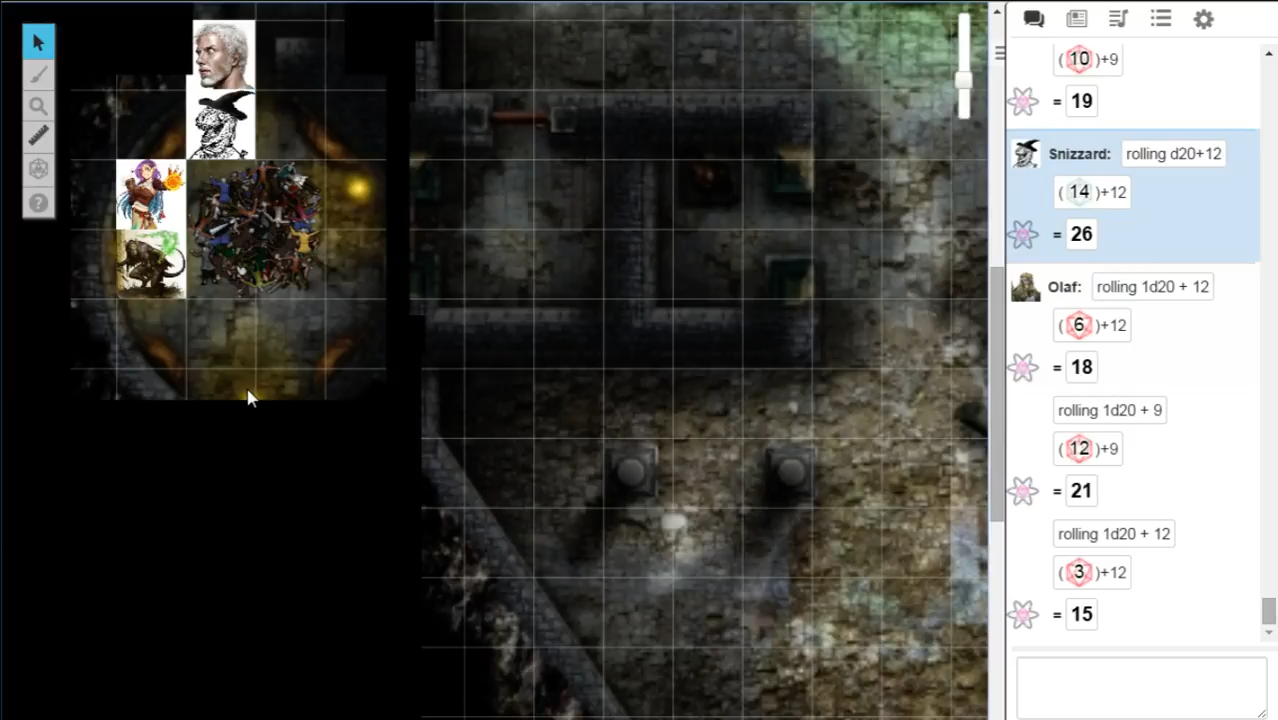 ?
(10)+9
= 19
Snizzard: rolling d20+12
(14)+12
= 26
Olaf: rolling 1d20 + 12
(6)+12
= 18
rolling 1d20 + 9
(12)+9
= 21
rolling 1d20 + 12
(3)+12
= 15